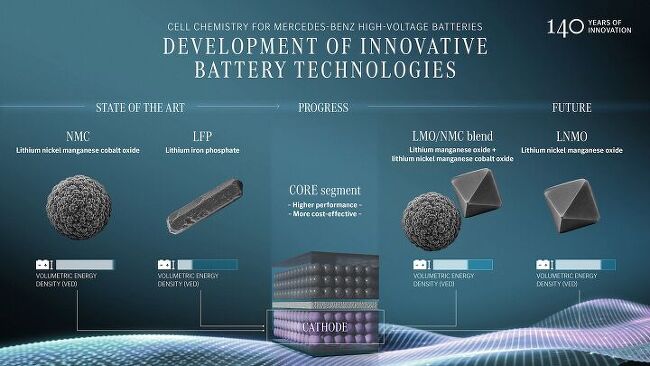 CELL CHEMISTRY FOR MERCEDES-BENZ HIGH-VOLTAGE BATTERIES
DEVELOPMENT OF INNOVATIVE
BATTERY TECHNOLOGIES
140 YEARS OF
INNOVATION
STATE OF THE ART
PROGRESS
FUTURE
NMC
Lithium nickel manganese cobalt oxide
LFP
Lithium iron phosphate
CORE segment
– Higher performance –
– More cost-effective –
LMO/NMC blend
Lithium manganese oxide +
lithium nickel manganese cobalt oxide
LNMO
Lithium nickel manganese oxide
VOLUMETRIC ENERGY
DENSITY (VED)
VOLUMETRIC ENERGY
DENSITY (VED)
VOLUMETRIC ENERGY
DENSITY (VED)
VOLUMETRIC ENERGY
DENSITY (VED)
CATHODE